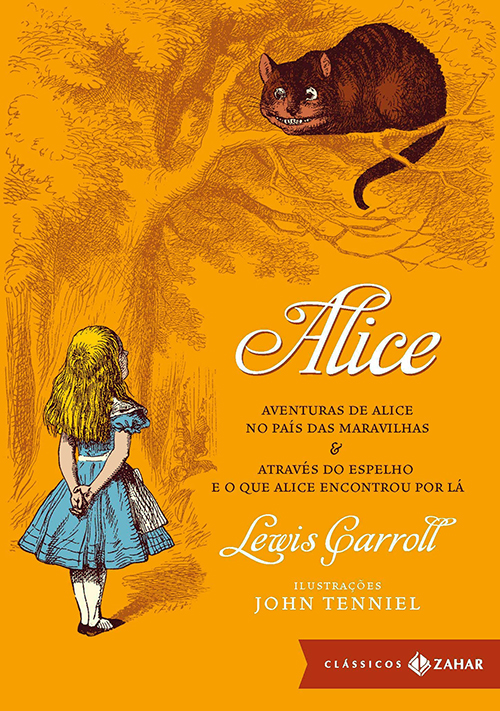 Alice
AVENTURAS DE ALICE
NO PAÍS DAS MARAVILHAS
&
ATRAVÉS DO ESPELHO
E O QUE ALICE ENCONTROU POR LÁ
Lewis Carroll
ILUSTRAÇÕES
JOHN TENNIEL
CLÁSSICOS ZAHAR